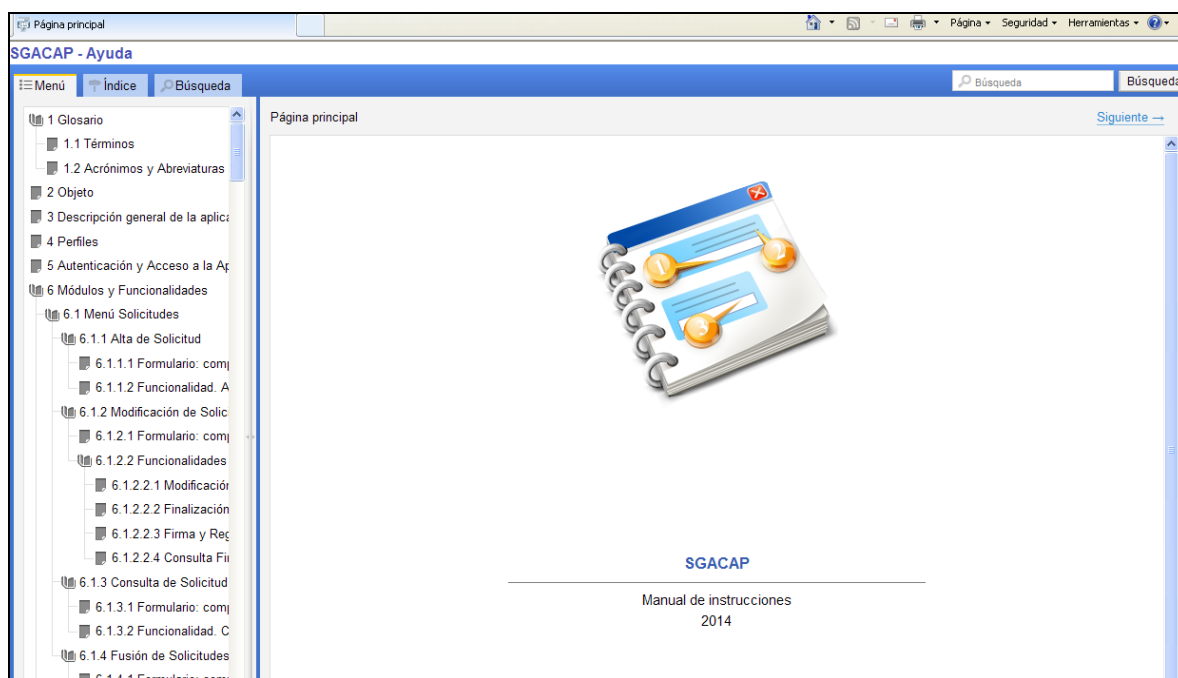 Página principal
Página Seguridad Herramientas
SGACAP - Ayuda
Menú Índice Búsqueda
Búsqueda Búsqueda
1 Glosario
1.1 Términos
1.2 Acrónimos y Abreviaturas
2 Objeto
3 Descripción general de la aplica
4 Perfiles
5 Autenticación y Acceso a la Ap
6 Módulos y Funcionalidades
6.1 Menú Solicitudes
6.1.1 Alta de Solicitud
6.1.1.1 Formulario: comp
6.1.1.2 Funcionalidad. A
6.1.2 Modificación de Solic
6.1.2.1 Formulario: comp
6.1.2.2 Funcionalidades
6.1.2.2.1 Modificación
6.1.2.2.2 Finalización
6.1.2.2.3 Firma y Reg
6.1.2.2.4 Consulta Fi
6.1.3 Consulta de Solicitud
6.1.3.1 Formulario: comp
6.1.3.2 Funcionalidad. C
6.1.4 Fusión de Solicitudes
Página principal
Siguiente →
1
2
3
SGACAP
Manual de instrucciones
2014